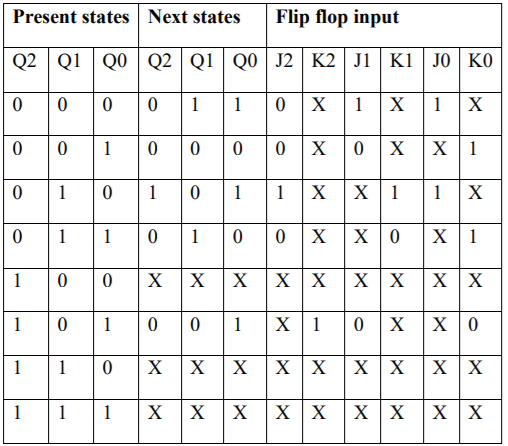 Present states Next states Flip flop input
Q2 Q1 Q0 Q2 Q1 Q0 J2 K2 J1 K1 J0 K0
0 0 0 0 1 1 0 X 1 X 1 X
0 0 1 0 0 0 0 X 0 X X 1
0 1 0 1 0 1 1 X X 1 1 X
0 1 1 0 1 0 0 X X 0 X 1
1 0 0 X X X X X X X X X
1 0 1 0 0 1 X 1 0 X X 0
1 1 0 X X X X X X X X X
1 1 1 X X X X X X X X X